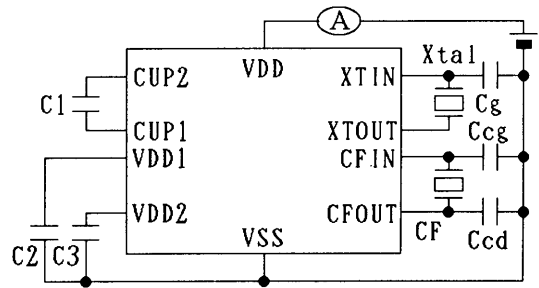 A
VDD
Xtal
CUP2
XTIN
C1
Cg
CUP1
XTOUT
Ccg
VDD1
CFIN
VDD2
CFOUT
CF
Ccd
C2
C3
VSS